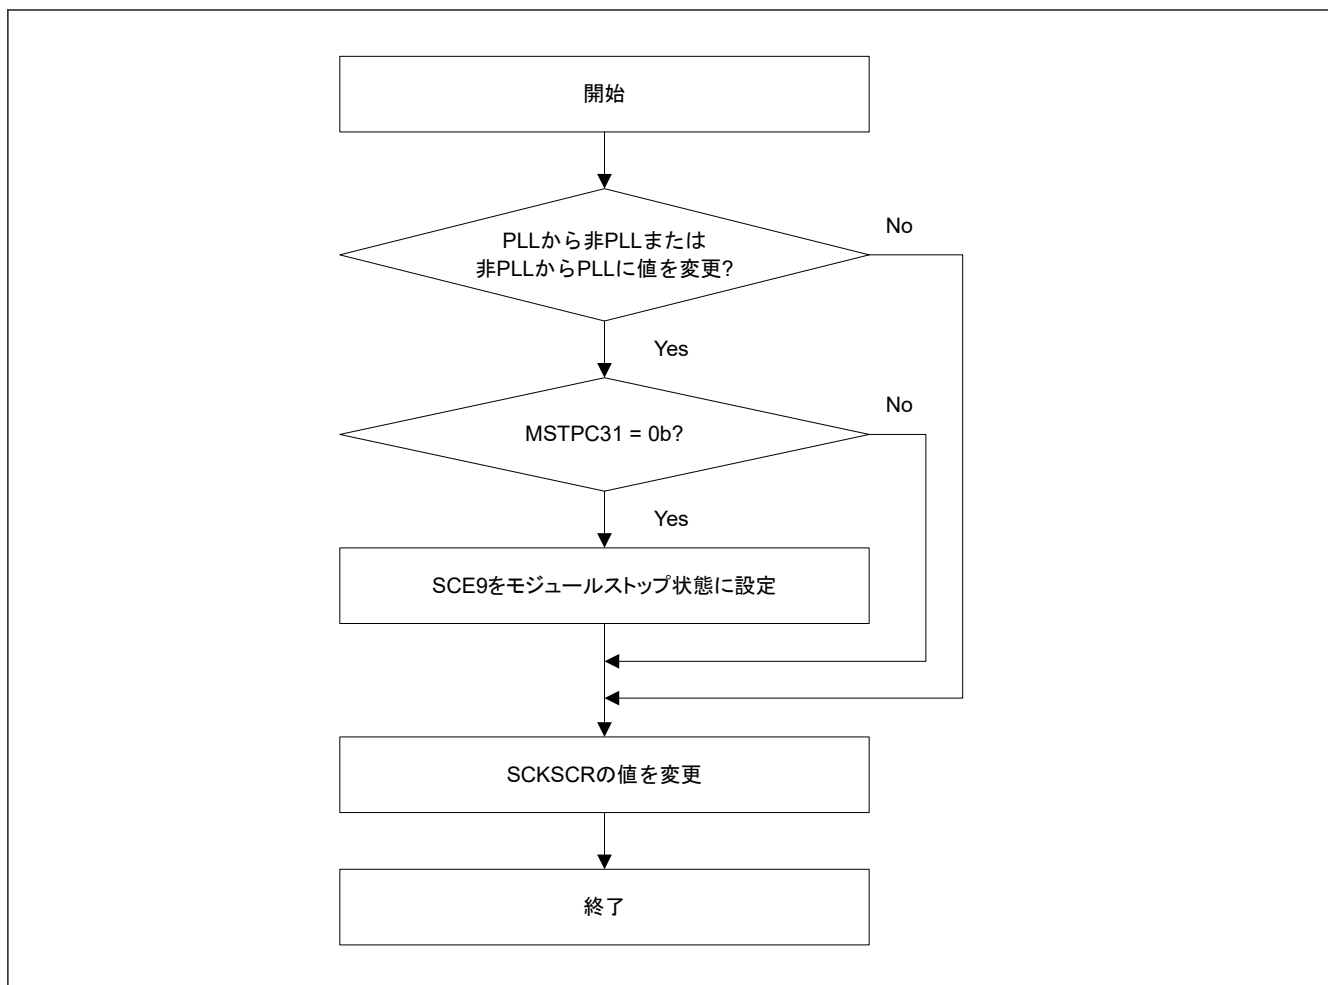 開始
PLLから非PLLまたは
非PLLからPLLに値を変更?
No
Yes
MSTPC31 = 0b?
No
Yes
SCE9をモジュールストップ状態に設定
SCKSCRの値を変更
終了